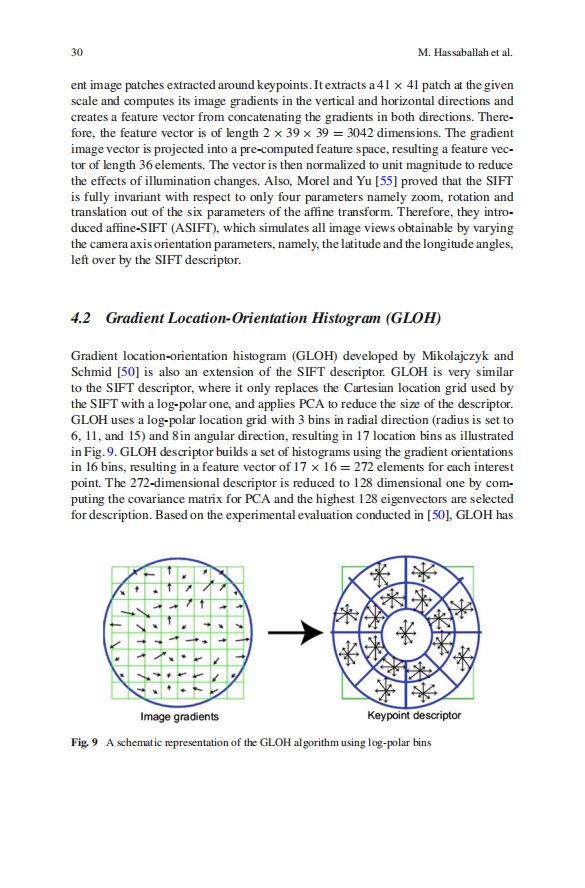 30
M. Hassaballah et al.
ent image patches extracted around keypoints. It extracts a 41 × 41 patch at the given
scale and computes its image gradients in the vertical and horizontal directions and
creates a feature vector from concatenating the gradients in both directions. There-
fore, the feature vector is of length 2 × 39 × 39 = 3042 dimensions. The gradient
image vector is projected into a pre-computed feature space, resulting a feature vec-
tor of length 36 elements. The vector is then normalized to unit magnitude to reduce
the effects of illumination changes. Also, Morel and Yu [55] proved that the SIFT
is fully invariant with respect to only four parameters namely zoom, rotation and
translation out of the six parameters of the affine transform. Therefore, they intro-
duced affine-SIFT (ASIFT), which simulates all image views obtainable by varying
the camera axis orientation parameters, namely, the latitude and the longitude angles,
left over by the SIFT descriptor.
4.2 Gradient Location-Orientation Histogram (GLOH)
Gradient location-orientation histogram (GLOH) developed by Mikolajczyk and
Schmid [50] is also an extension of the SIFT descriptor. GLOH is very similar
to the SIFT descriptor, where it only replaces the Cartesian location grid used by
the SIFT with a log-polar one, and applies PCA to reduce the size of the descriptor.
GLOH uses a log-polar location grid with 3 bins in radial direction (radius is set to
6, 11, and 15) and 8 in angular direction, resulting in 17 location bins as illustrated
in Fig. 9. GLOH descriptor builds a set of histograms using the gradient orientations
in 16 bins, resulting in a feature vector of 17 × 16 = 272 elements for each interest
point. The 272-dimensional descriptor is reduced to 128 dimensional one by com-
puting the covariance matrix for PCA and the highest 128 eigenvectors are selected
for description. Based on the experimental evaluation conducted in [50], GLOH has
Image gradients
Keypoint descriptor
Fig. 9 A schematic representation of the GLOH algorithm using log-polar bins